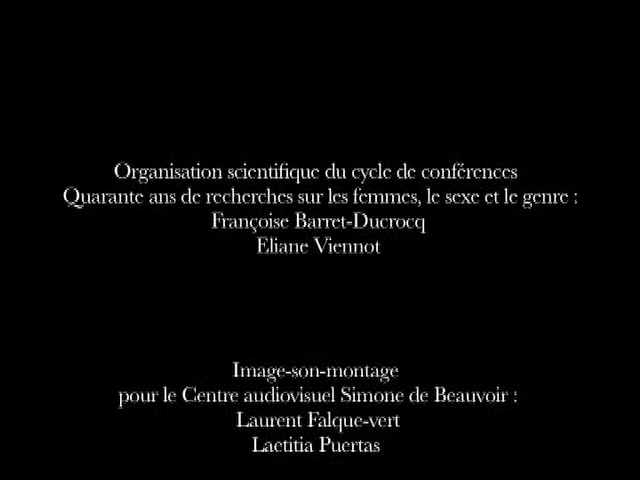 Organisation scientifique du cycle de conférences
Quarante ans de recherches sur les femmes, le sexe et le genre :
Françoise Barret-Ducrocq
Eliane Viennot
Image-son-montage
pour le Centre audiovisuel Simone de Beauvoir :
Laurent Falque-vert
Laetitia Puertas